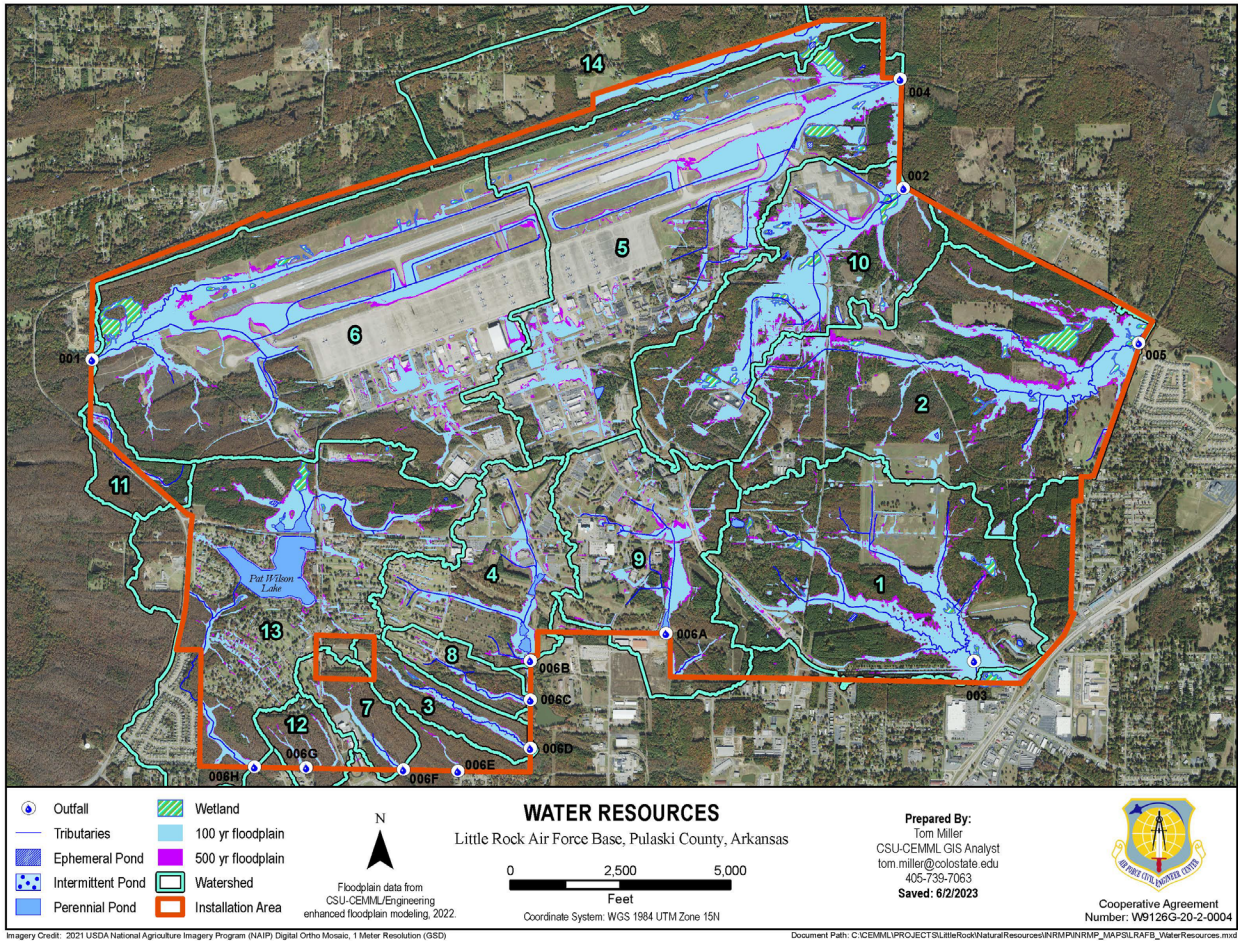 14
004
002
5
10
6
001
005
2
11
4
9
1
Pat Wilson
Lake
13
006A
8
006B
003
006C
3
7
12
006D
006G
006H
006F
006E
Outfall
Tributaries
Ephemeral Pond
Intermittent Pond
Perennial Pond
Wetland
100 yr floodplain
500 yr floodplain
Watershed
Installation Area
N
Floodplain data from
CSU-CEMML/Engineering
enhanced floodplain modeling, 2022.
WATER RESOURCES
Little Rock Air Force Base, Pulaski County, Arkansas
0 2,500 5,000
Feet
Coordinate System: WGS 1984 UTM Zone 15N
Prepared By:
Tom Miller
CSU-CEMML GIS Analyst
tom.miller@colostate.edu
405-739-7063
Saved: 6/2/2023
AIR FORCE CIVIL ENGINEER CENTER
Cooperative Agreement
Number: W9126G-20-2-0004
Imagery Credit: 2021 USDA National Agriculture Imagery Program (NAIP) Digital Ortho Mosaic, 1 Meter Resolution (GSD)
Document Path: C:\CEMML\PROJECTS\LittleRock\NaturalResources\INRMP\INRMP_MAPS\LRAFB_WaterResources.mxd